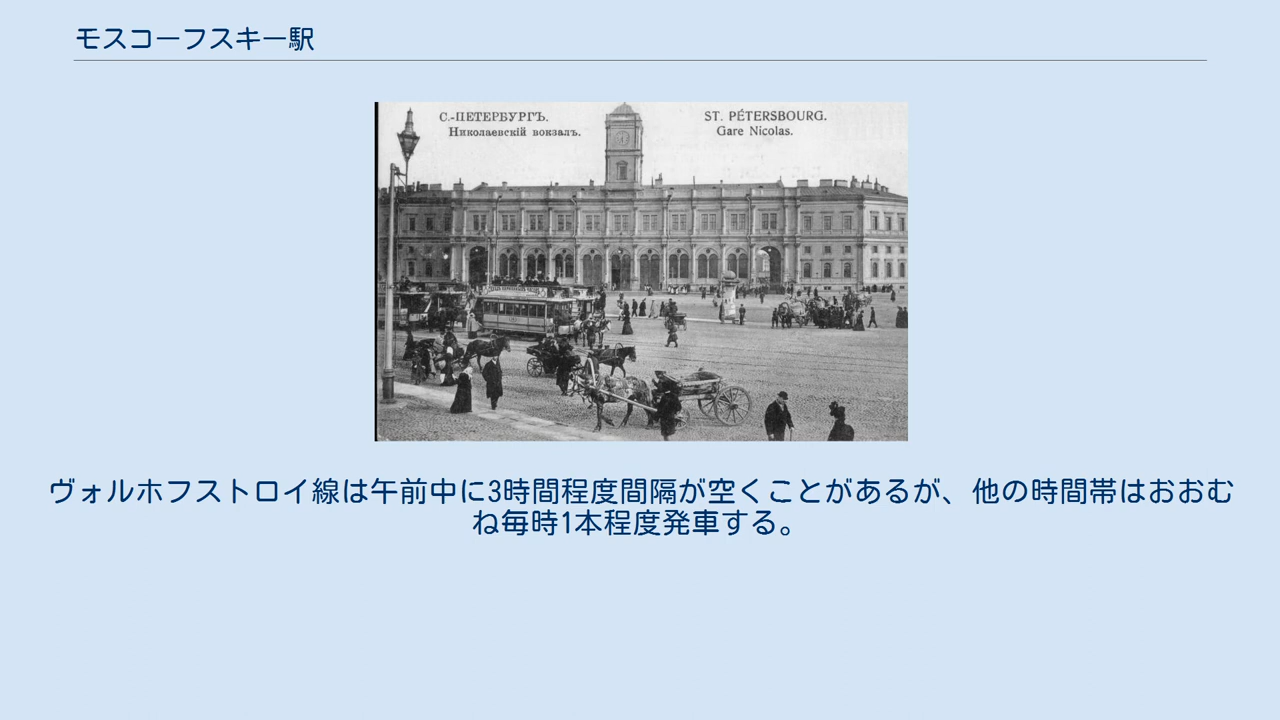 モスコーフスキー駅
С.-ПЕТЕРБУРГЪ.
Николаевскій вокзалъ.
ST. PÉTERSBOURG.
Gare Nicolas.
ヴォルホフストロイ線は午前中に3時間程度間隔が空くことがあるが、他の時間帯はおおむ
ね毎時1本程度発車する。